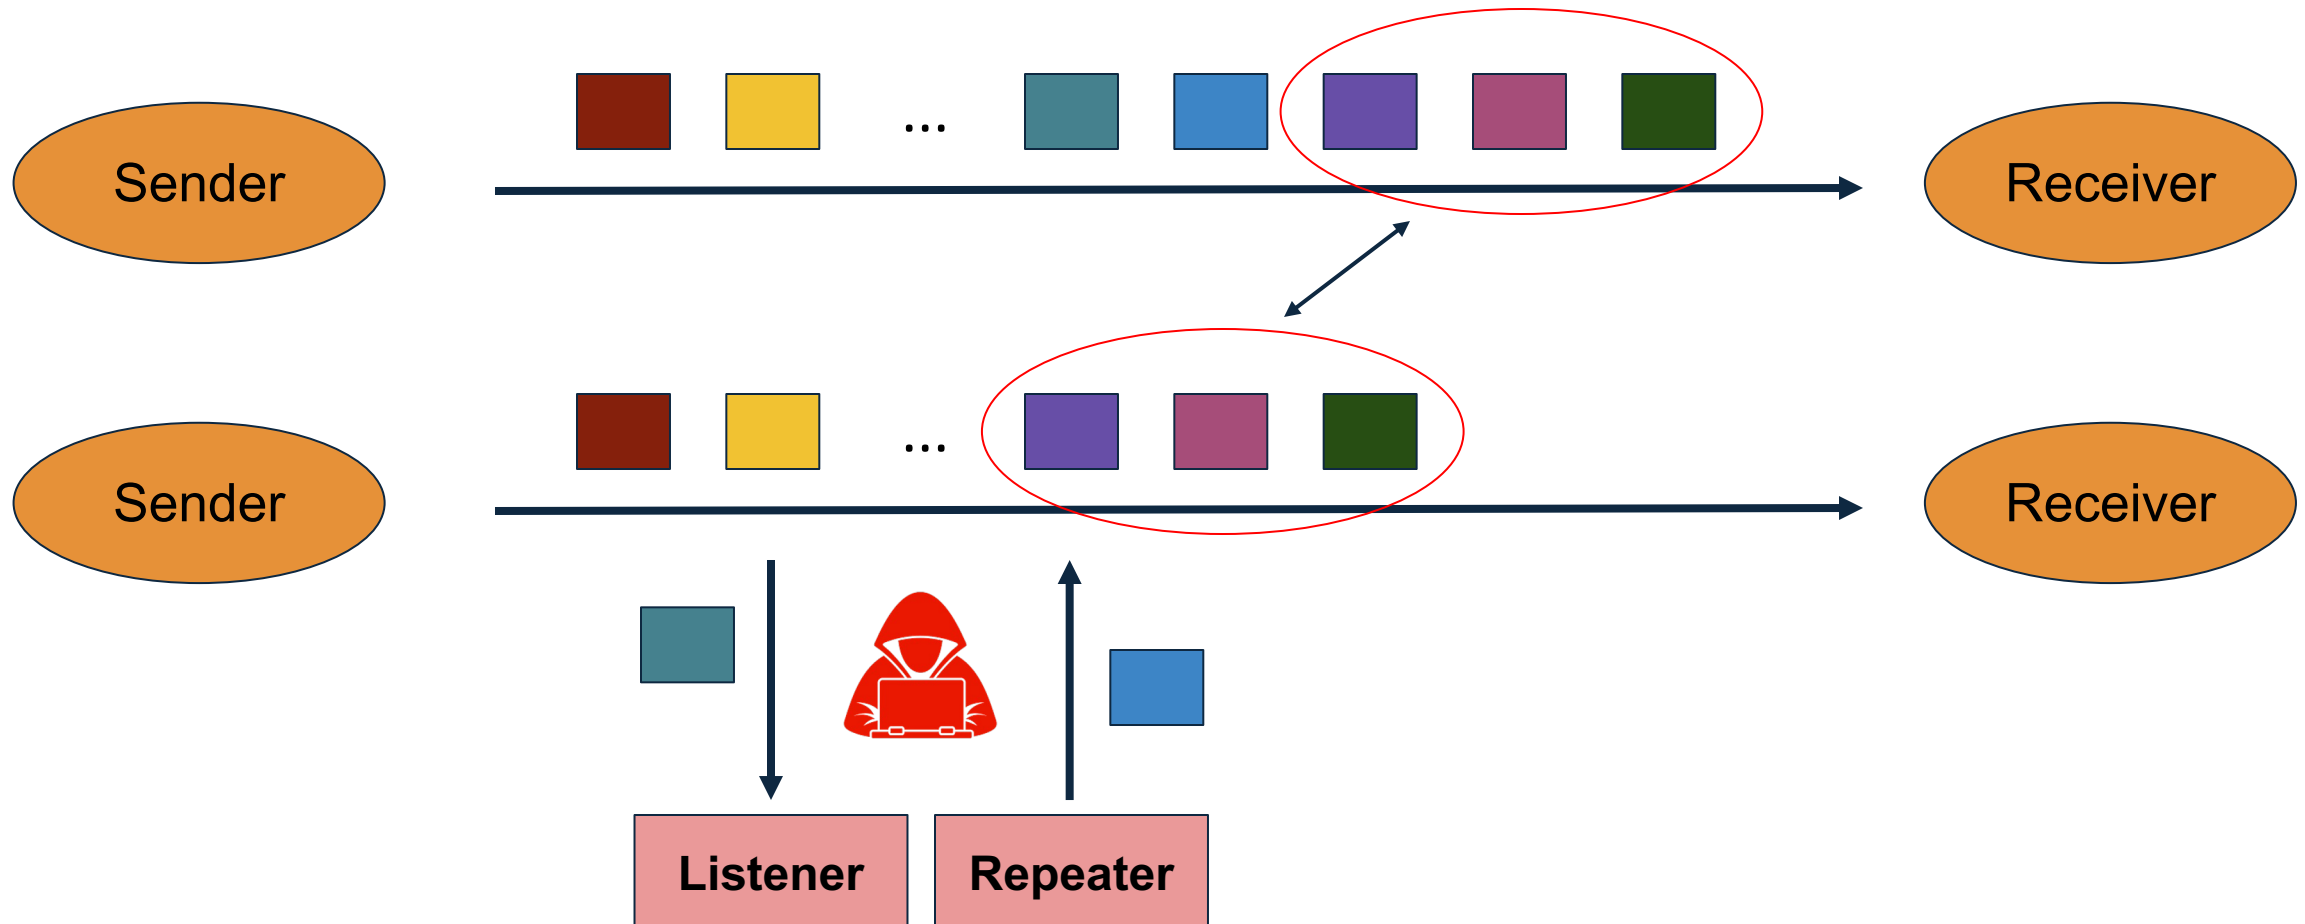 Sender
...
Receiver
Sender
...
Receiver
Listener
Repeater